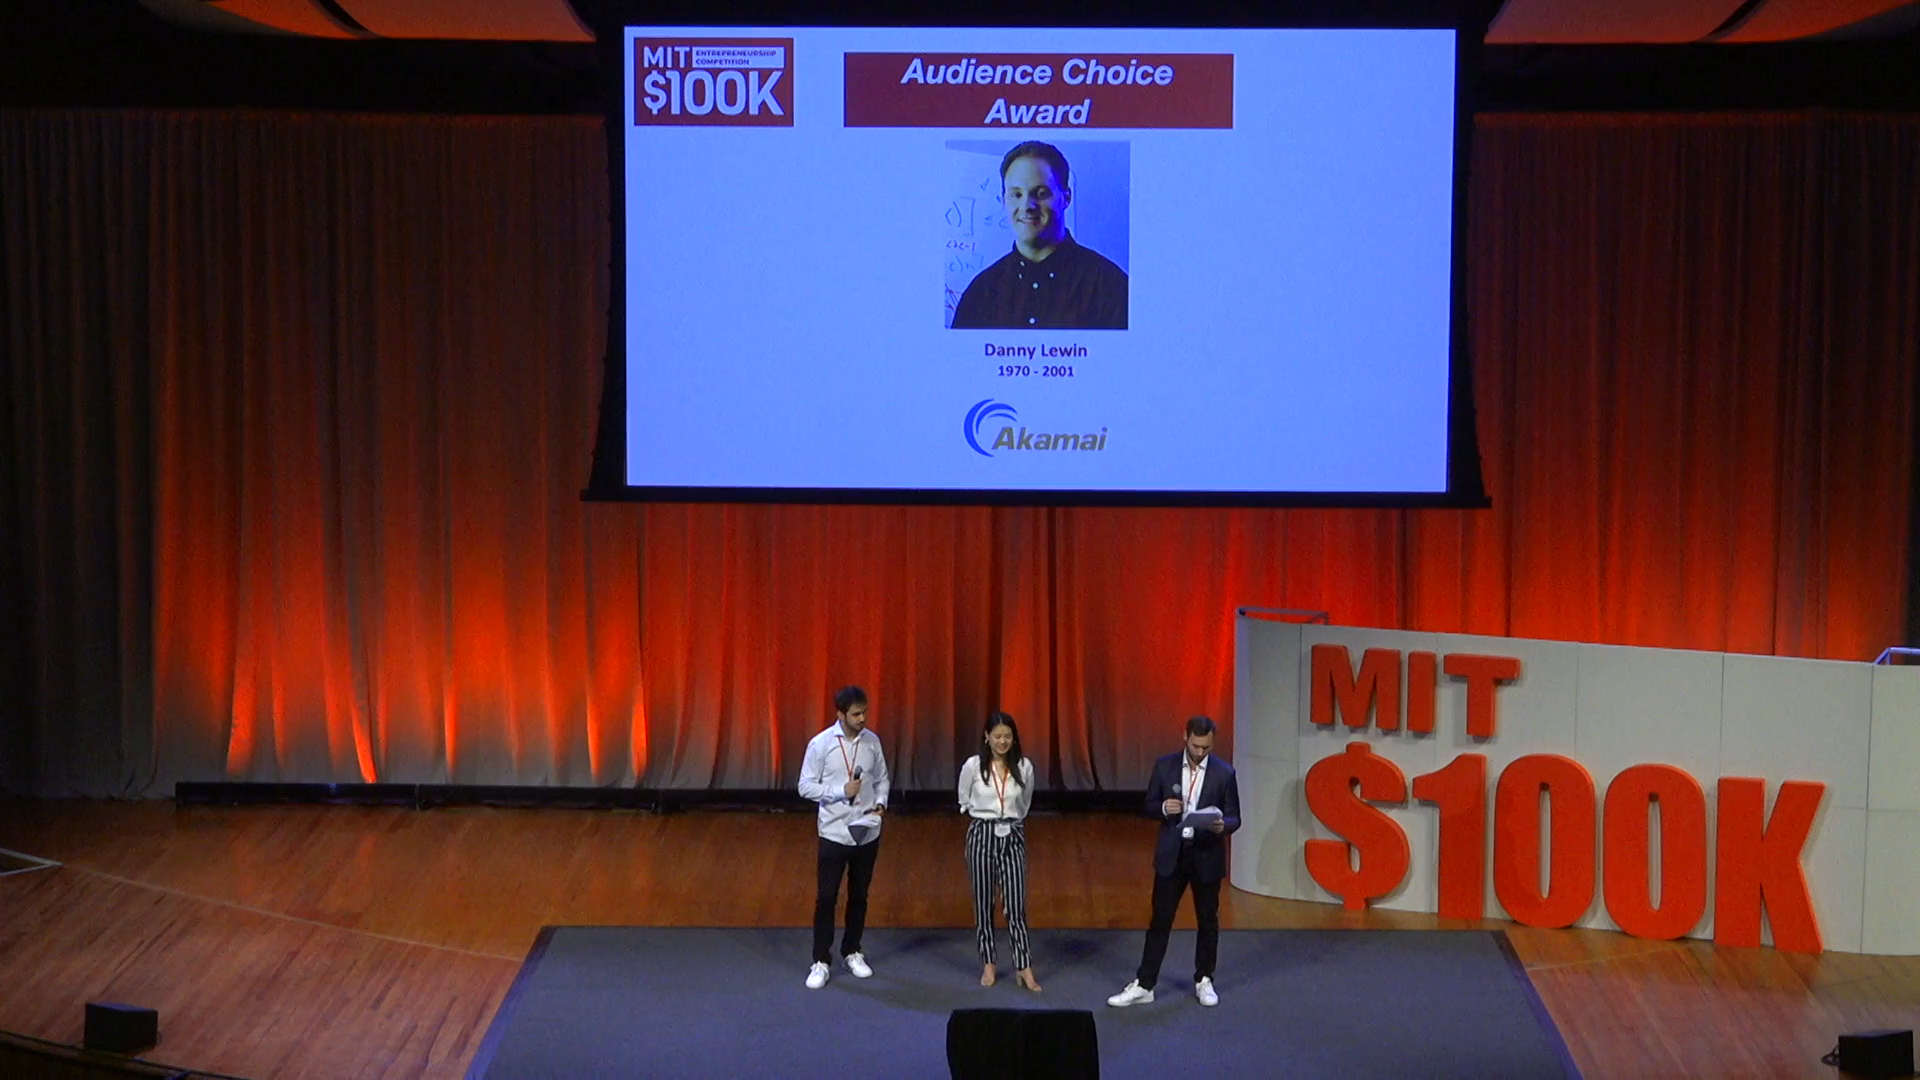 MIT ENTREPRENEURSHIP
COMPETITION
$100K
Audience Choice
Award
Danny Lewin
1970 - 2001
Akamai
MIT
$100K